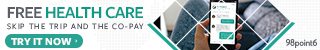 FREE HEALTH CARE
SKIP THE TRIP AND THE CO-PAY
TRY IT NOW
98point6